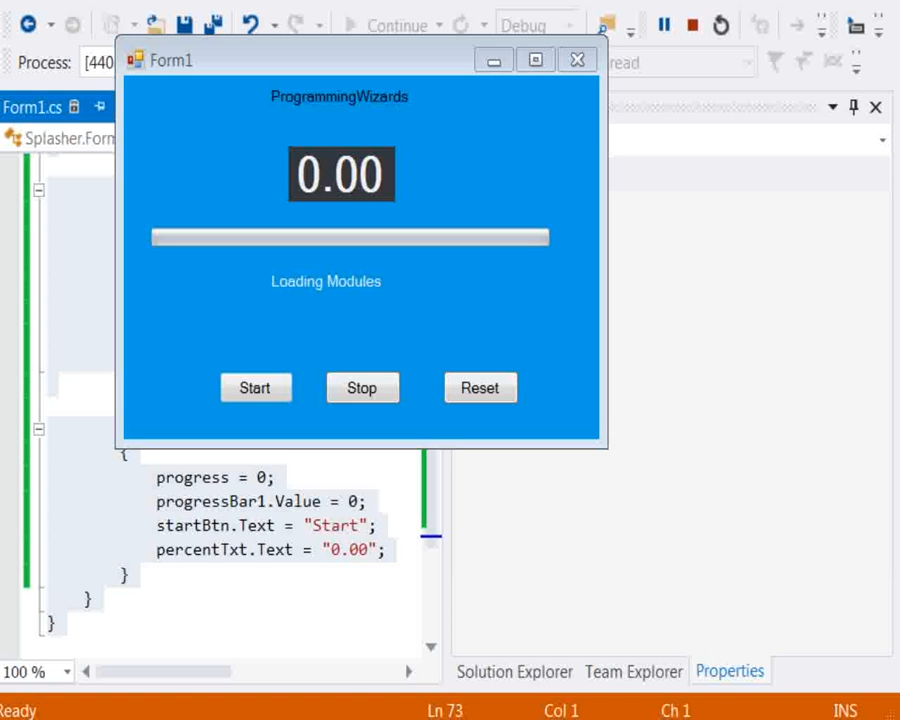 Continue
Debug
Process: [440
read
Form1
Form1.cs
Splasher.Form
ProgrammingWizards
0.00
Loading Modules
Start Stop Reset
{
progress = 0;
progressBar1.Value = 0;
startBtn.Text = "Start";
percentTxt.Text = "0.00";
}
}
}
100 %
Solution Explorer Team Explorer Properties
Ready Ln 73 Col 1 Ch 1 INS